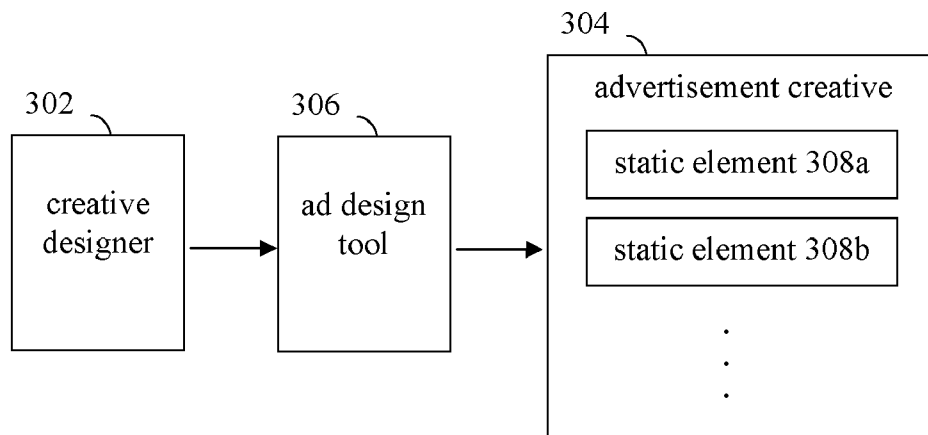 304
advertisement creative
302
306
static element 308a
creative
designer
ad design
tool
static element 308b